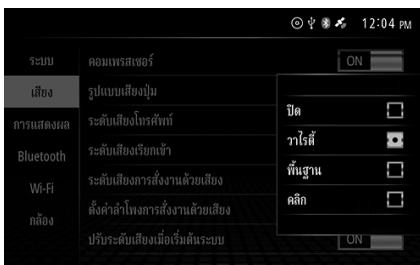 12:04 PM
ระบบ
เสียง
การแสดงผล
Bluetooth
Wi-Fi
กล้อง
คอมเพรสเซอร์
ON
รูปแบบเสียงปุ่ม
ระดับเสียงโทรศัพท์
ระดับเสียงเรียกเข้า
ระดับเสียงการสั่งงานด้วยเสียง
ตั้งค่าลำโพงการสั่งงานด้วยเสียง
ปรับระดับเสียงเมื่อเริ่มต้นระบบ
ON
ปิด
วาไรตี้
พื้นฐาน
คลิก